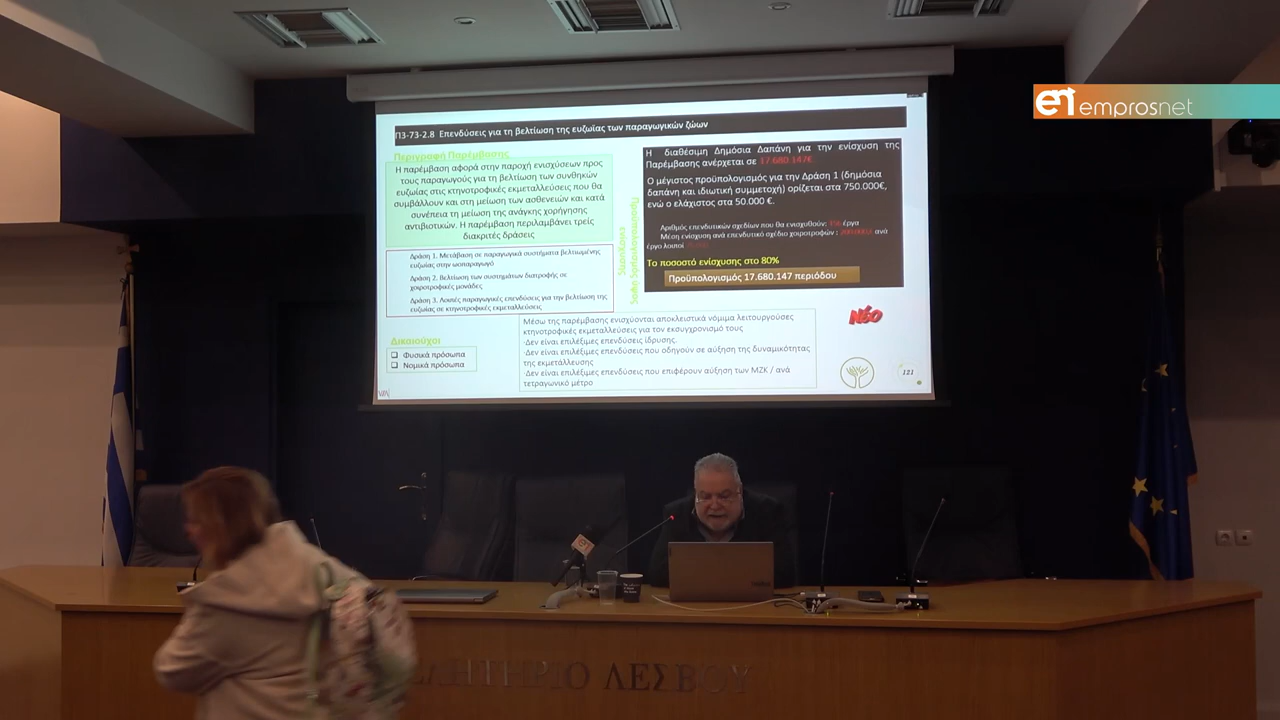 emprosnet
Π3-73-2.8 Επενδύσεις για τη βελτίωση της ευζωίας των παραγωγικών ζώων
Περιγραφή Παρέμβασης
Η παρέμβαση αφορά στην παροχή ενισχύσεων προς
τους παραγωγούς για τη βελτίωση των συνθηκών
ευζωίας στις κτηνοτροφικές εκμεταλλεύσεις που θα
συμβάλλουν και στη μείωση των ασθενειών και κατά
συνέπεια τη μείωση της ανάγκης χορήγησης
αντιβιοτικών. Η παρέμβαση περιλαμβάνει τρείς
διακριτές δράσεις
Δράση 1. Μετάβαση σε παραγωγικά συστήματα βελτιωμένης
ευζωίας στην ωοπαραγωγό
Δράση 2. Βελτίωση των συστημάτων διατροφής σε
χοιροτροφικές μονάδες
Δράση 3. Λοιπές παραγωγικές επενδύσεις για την βελτίωση της
ευζωίας σε κτηνοτροφικές εκμεταλλεύσεις
Δικαιούχοι
Φυσικά πρόσωπα
Νομικά πρόσωπα
Η διαθέσιμη Δημόσια Δαπάνη για την ενίσχυση της
Παρέμβασης ανέρχεται σε 17.680.147€
Ο μέγιστος προϋπολογισμός για την Δράση 1 (δημόσια
δαπάνη και ιδιωτική συμμετοχή) ορίζεται στα 750.000€,
ενώ ο ελάχιστος στα 50.000 €.
Αριθμός επενδυτικών σχεδίων που θα ενισχυθούν: έργα
Μέση ενίσχυση ανά επενδυτικό σχέδιο χοιροτροφών : ανά
έργο λοιποί
Το ποσοστό ενίσχυσης στο 80%
Προϋπολογισμός 17.680.147 περιόδου
Νέο
Μέσω της παρέμβασης ενισχύονται αποκλειστικά νόμιμα λειτουργούσες
κτηνοτροφικές εκμεταλλεύσεις για τον εκσυγχρονισμό τους
·Δεν είναι επιλέξιμες επενδύσεις ίδρυσης.
·Δεν είναι επιλέξιμες επενδύσεις που οδηγούν σε αύξηση της δυναμικότητας
της εκμετάλλευσης
·Δεν είναι επιλέξιμες επενδύσεις που επιφέρουν αύξηση των ΜΖΚ / ανά
τετραγωνικό μέτρο
121
ΛΗΤΗΡΙΟ ΛΕΣΒΟΥ